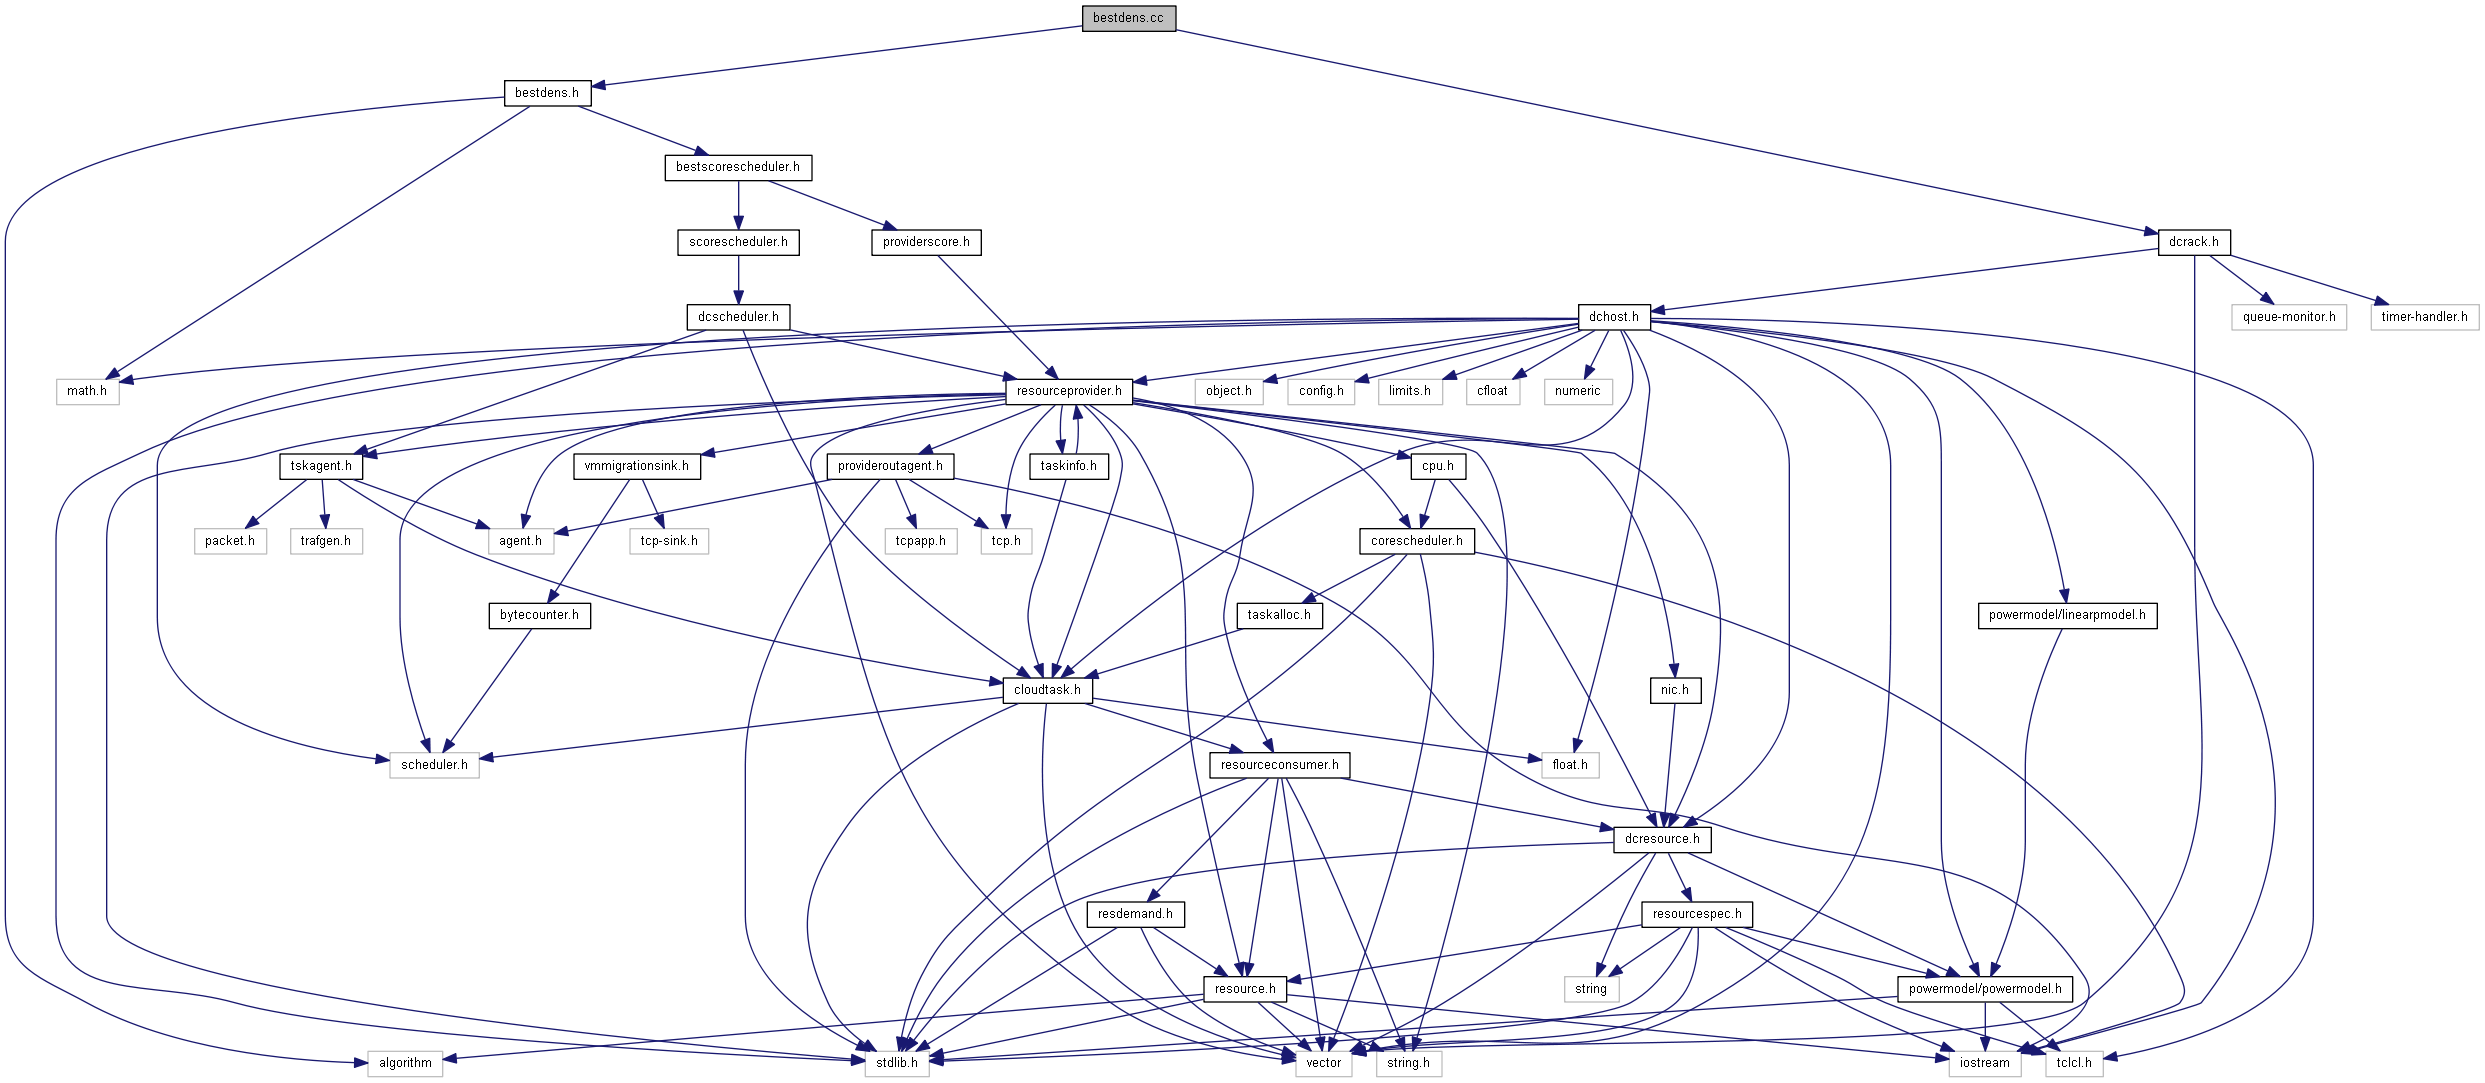 bestdens.cc
bestdens.h
bestscorescheduler.h
scorescheduler.h
providerscore.h
dcrack.h
dcscheduler.h
dchost.h
queue-monitor.h
timer-handler.h
math.h
resourceprovider.h
object.h
config.h
limits.h
cfloat
numeric
tskagent.h
vmmigrationsink.h
provideroutagent.h
taskinfo.h
cpu.h
packet.h
trafgen.h
agent.h
tcp-sink.h
tcpapp.h
tcp.h
corescheduler.h
bytecounter.h
taskalloc.h
powermodel/linearpmodel.h
cloudtask.h
nic.h
scheduler.h
resourceconsumer.h
float.h
dcresource.h
resdemand.h
resourcespec.h
resource.h
string
powermodel/powermodel.h
algorithm
stdlib.h
vector
string.h
iostream
tclcl.h